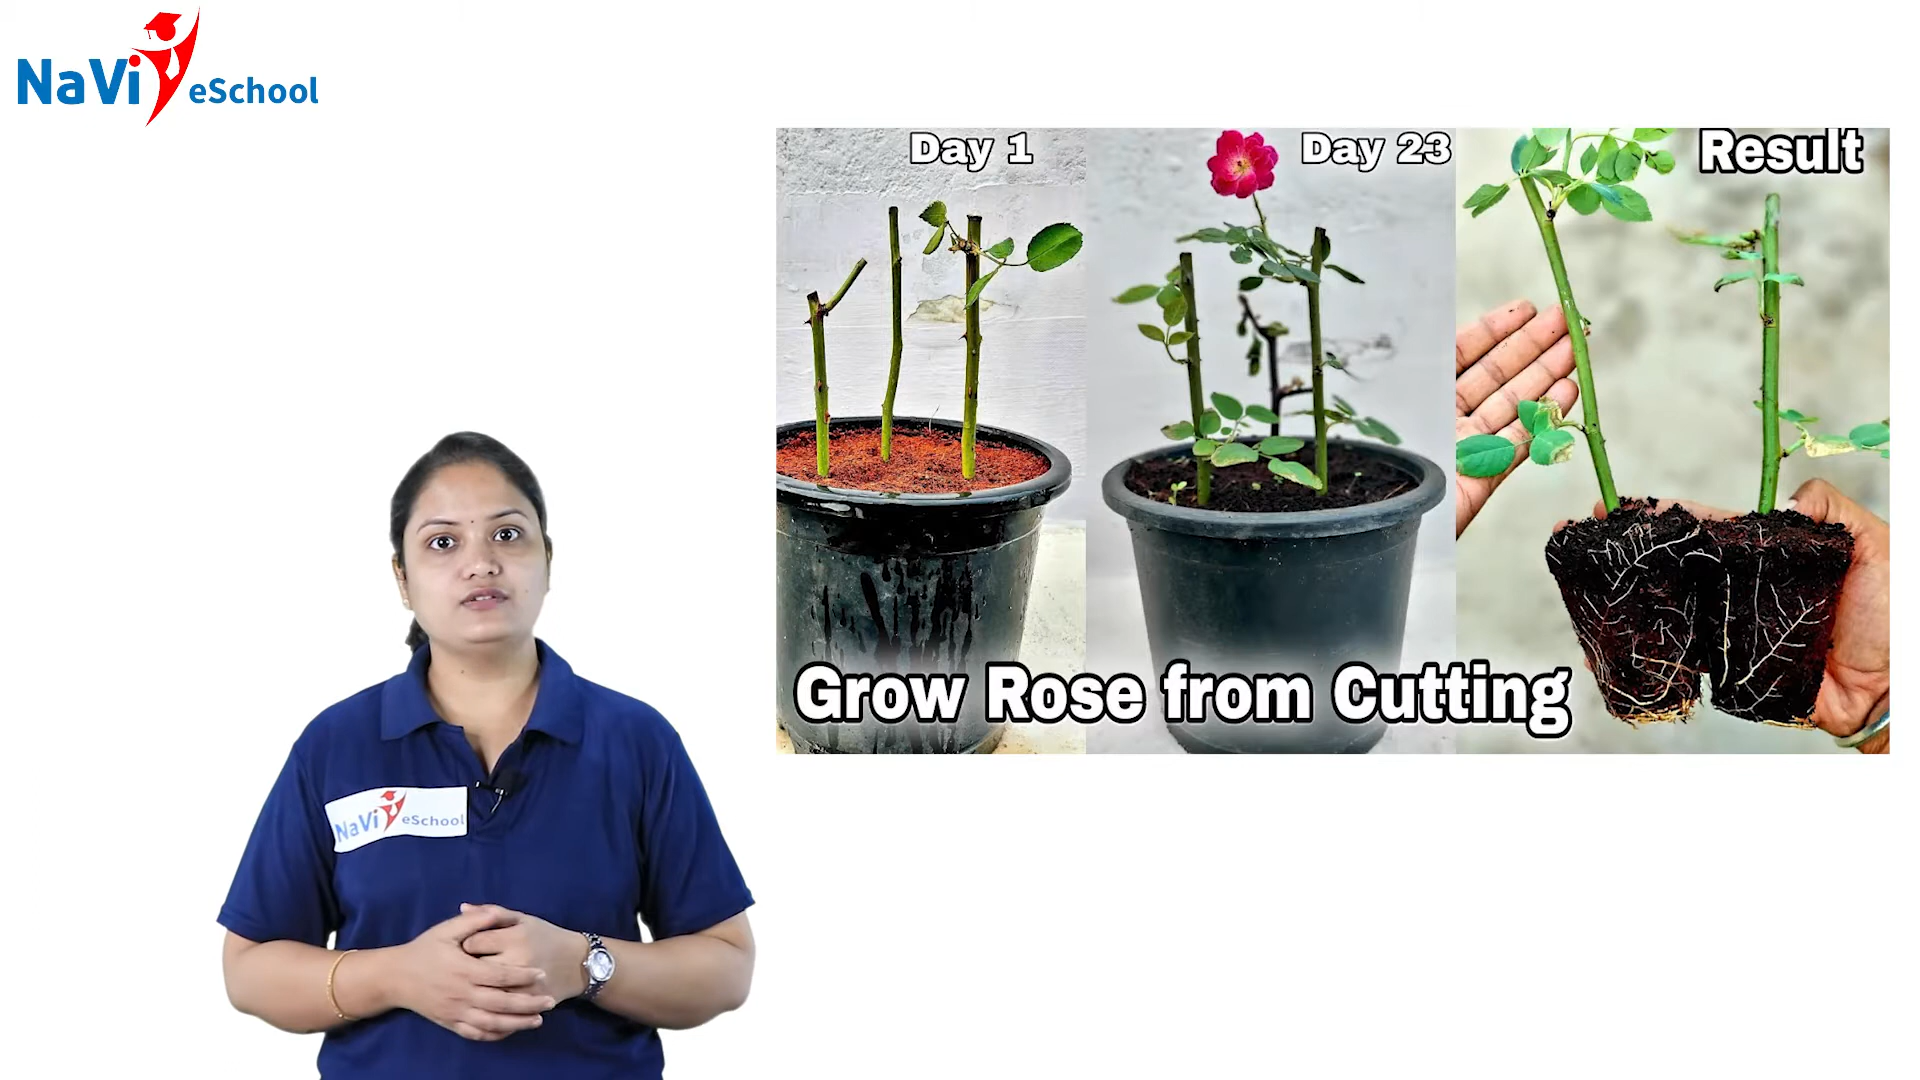 NaVi eSchool
Day 1
Day 23
Result
Grow Rose from Cutting
NaVi eSchool